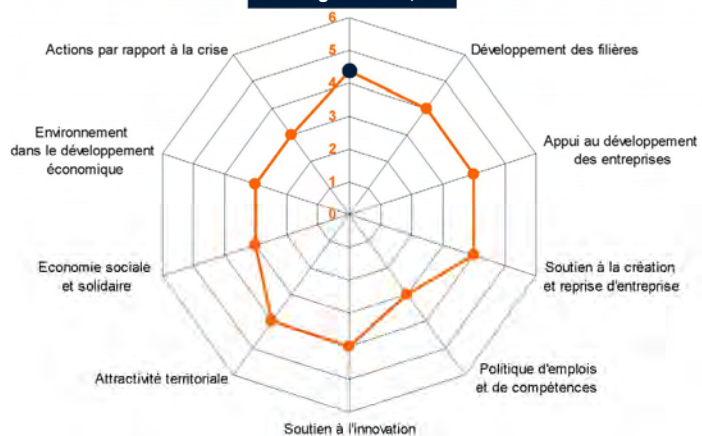 6
5
4
3
2
1
0
Développement des filières
Appui au développement
des entreprises
Soutien à la création
et reprise d'entreprise
Politique d'emplois
et de compétences
Soutien à l'innovation
Attractivité territoriale
Economie sociale
et solidaire
Environnement
dans le développement
économique
Actions par rapport à la crise